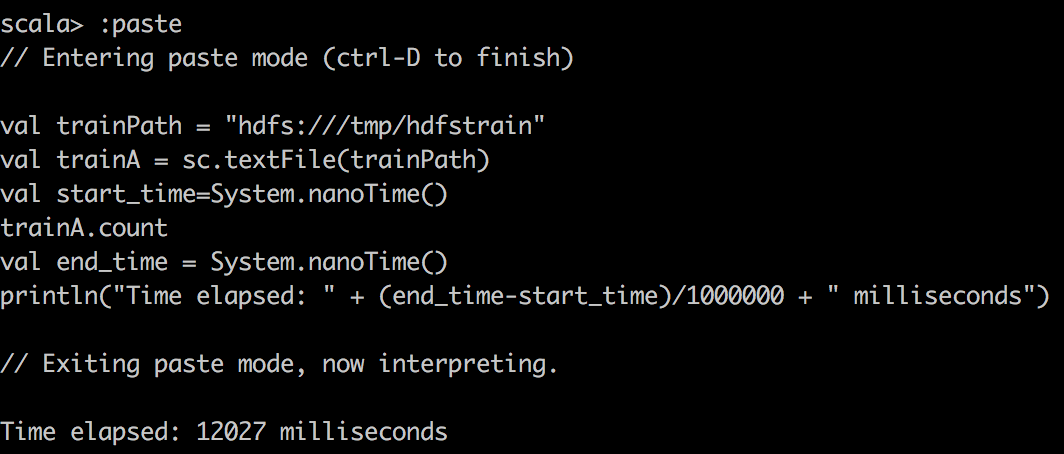 scala> :paste
// Entering paste mode (ctrl-D to finish)
val trainPath = "hdfs:///tmp/hdfstrain"
val trainA = sc.textFile(trainPath)
val start_time=System.nanoTime()
trainA.count
val end_time = System.nanoTime()
println("Time elapsed: " + (end_time-start_time)/1000000 + " milliseconds")
// Exiting paste mode, now interpreting.
Time elapsed: 12027 milliseconds